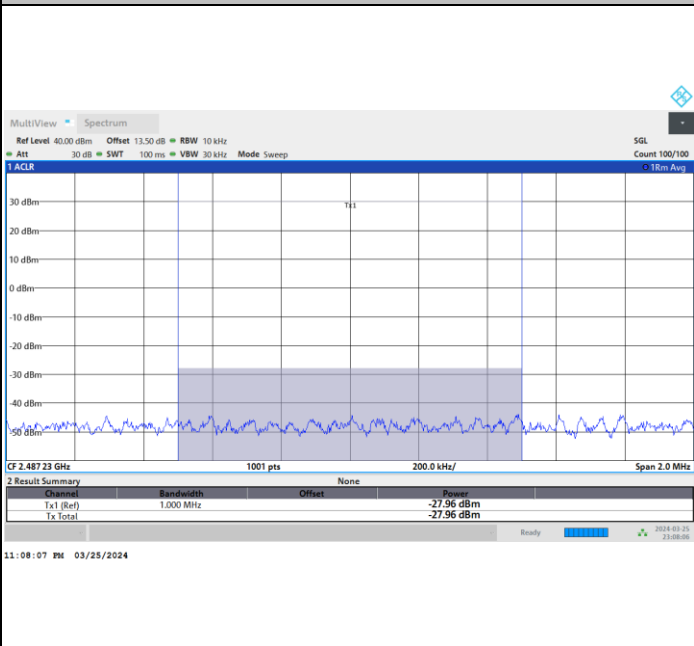 MultiView Spectrum
Ref Level 40.00 dBm Offset 13.50 dB RBW 10 kHz SGL
Att 30 dB SWT 100 ms VBW 30 kHz Mode Sweep Count 100/100
1 ACLR 1Rm Avg
Tx1
30 dBm
20 dBm
10 dBm
0 dBm
-10 dBm
-20 dBm
-30 dBm
-40 dBm
-50 dBm
CF 2.487 23 GHz 1001 pts 200.0 kHz/ Span 2.0 MHz
2 Result Summary None
Channel Bandwidth Offset Power
Tx1 (Ref) 1.000 MHz -27.96 dBm
Tx Total -27.96 dBm
Ready 2024-03-25
23:08:06
11:08:07 PM 03/25/2024